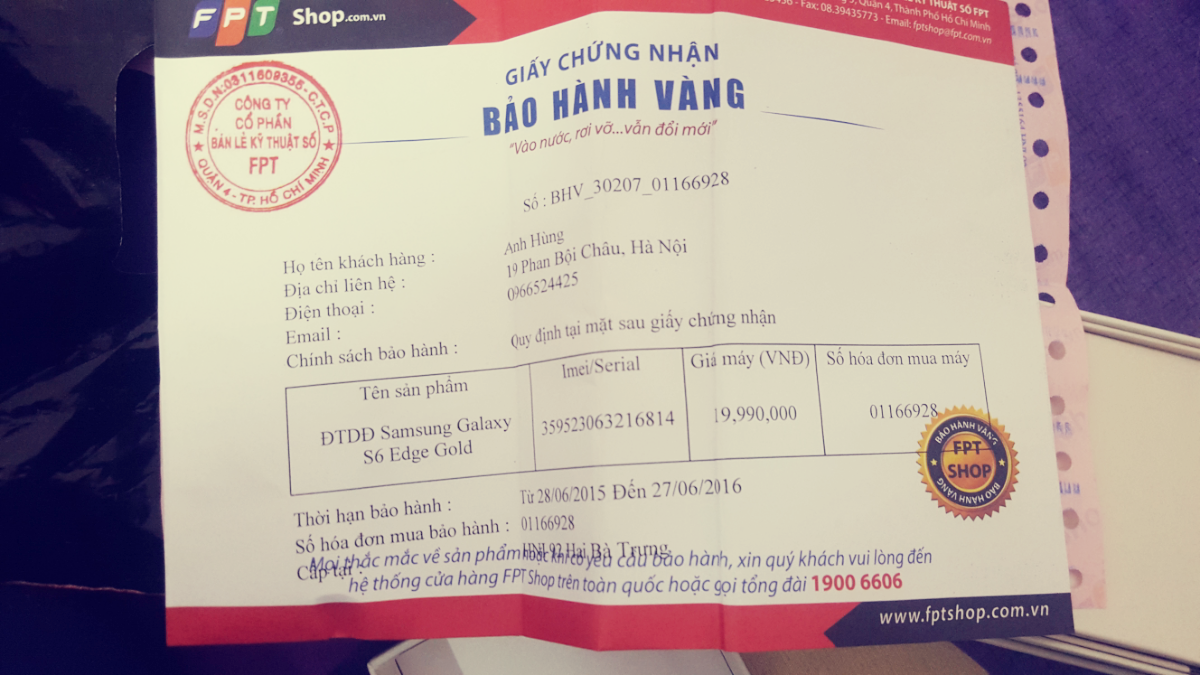 FPT Shop.com.vn
KỸ THUẬT SỐ FPT
Quận 4, Thành Phố Hồ Chí Minh
- Fax: 08.39435773 - Email: fptshop@fpt.com.vn
GIẤY CHỨNG NHẬN
BẢO HÀNH VÀNG
"Vào nước, rơi vỡ...vẫn đổi mới"
M.S.D.N:0311609355-C.T.C.P
CÔNG TY
CỔ PHẦN
BÁN LẺ KỸ THUẬT SỐ
FPT
QUẬN 4 - TP. HỒ CHÍ MINH
Số : BHV_30207_01166928
Họ tên khách hàng : Anh Hùng
Địa chỉ liên hệ : 19 Phan Bội Châu, Hà Nội
Điện thoại : 0966524425
Email :
Chính sách bảo hành : Quy định tại mặt sau giấy chứng nhận
Tên sản phẩm Imei/Serial Giá máy (VNĐ) Số hóa đơn mua máy
ĐTDĐ Samsung Galaxy S6 Edge Gold 359523063216814 19,990,000 01166928
BẢO HÀNH VÀNG
FPT
SHOP
BẢO HÀNH VÀNG
Thời hạn bảo hành : Từ 28/06/2015 Đến 27/06/2016
Số hóa đơn mua bảo hành : 01166928
Cấp tại : HNI 92 Hai Bà Trưng
Mọi thắc mắc về sản phẩm hoặc khi có yêu cầu bảo hành, xin quý khách vui lòng đến
hệ thống cửa hàng FPT Shop trên toàn quốc hoặc gọi tổng đài 1900 6606
www.fptshop.com.vn